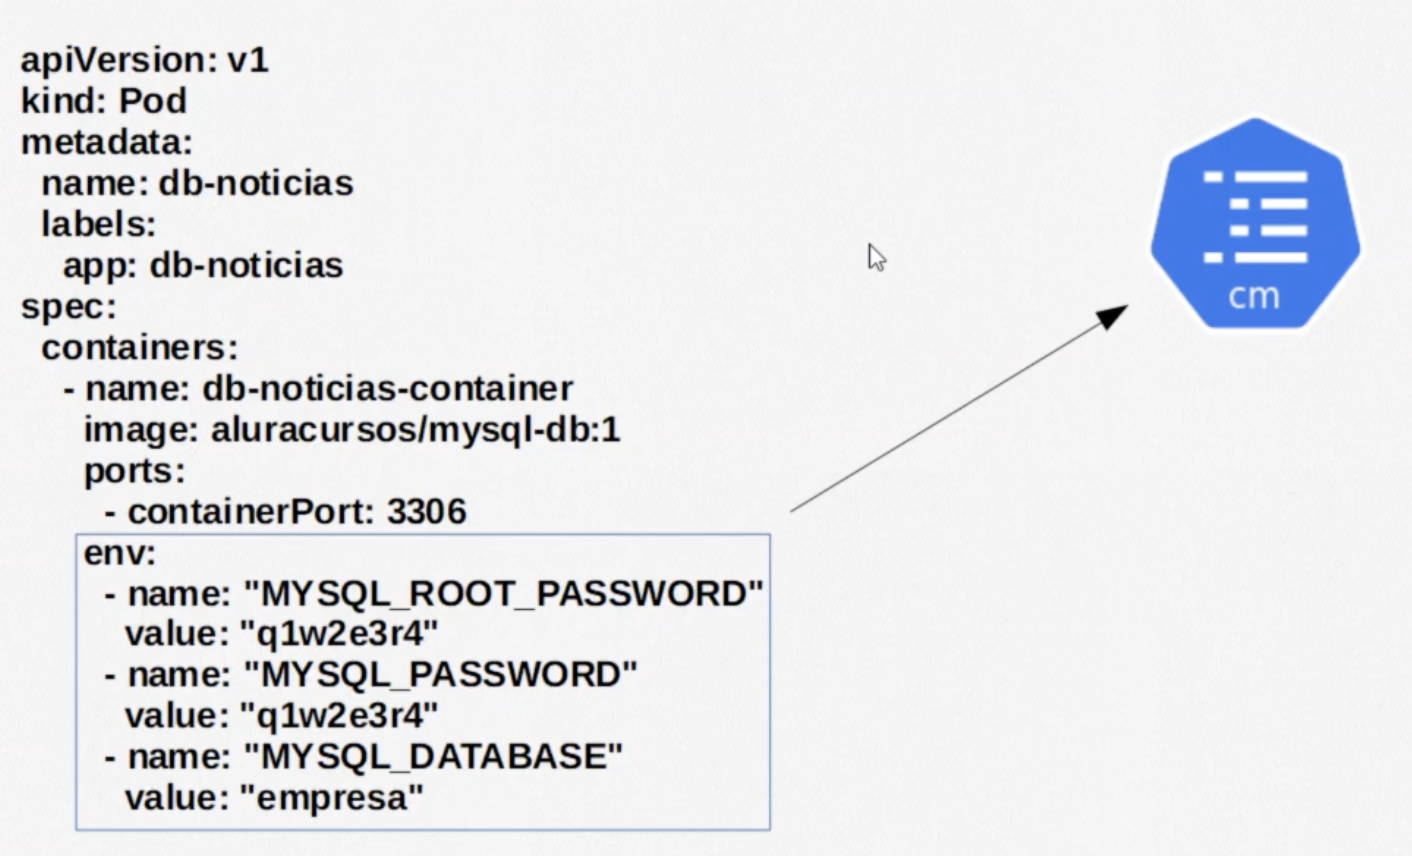 apiVersion: v1
kind: Pod
metadata:
  name: db-noticias
  labels:
    app: db-noticias
spec:
  containers:
    - name: db-noticias-container
      image: aluracursos/mysql-db:1
      ports:
        - containerPort: 3306
      env:
        - name: "MYSQL_ROOT_PASSWORD"
          value: "q1w2e3r4"
        - name: "MYSQL_PASSWORD"
          value: "q1w2e3r4"
        - name: "MYSQL_DATABASE"
          value: "empresa"
cm